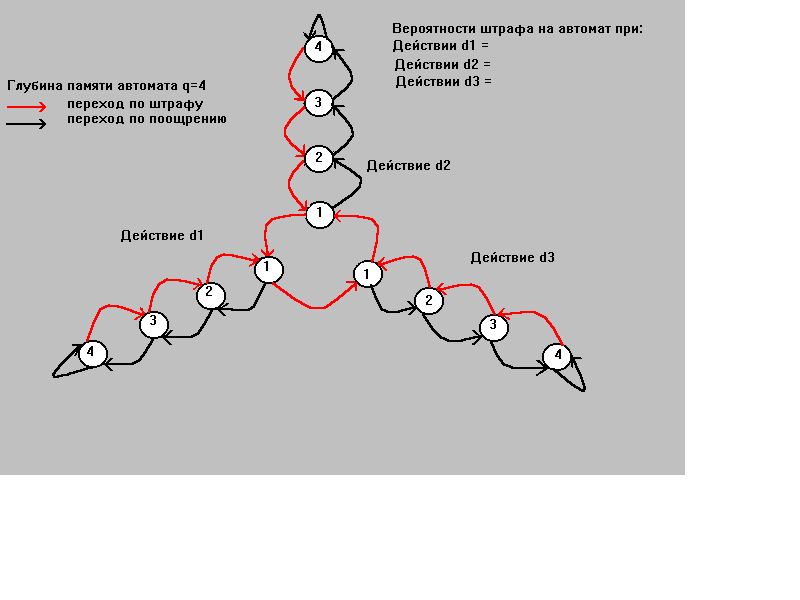 Вероятности штрафа на автомат при:
Действии d1 =
Действии d2 =
Действии d3 =
Глубина памяти автомата q=4
переход по штрафу
переход по поощрению
4
3
2
1
Действие d2
Действие d1
1
2
3
4
Действие d3
1
2
3
4